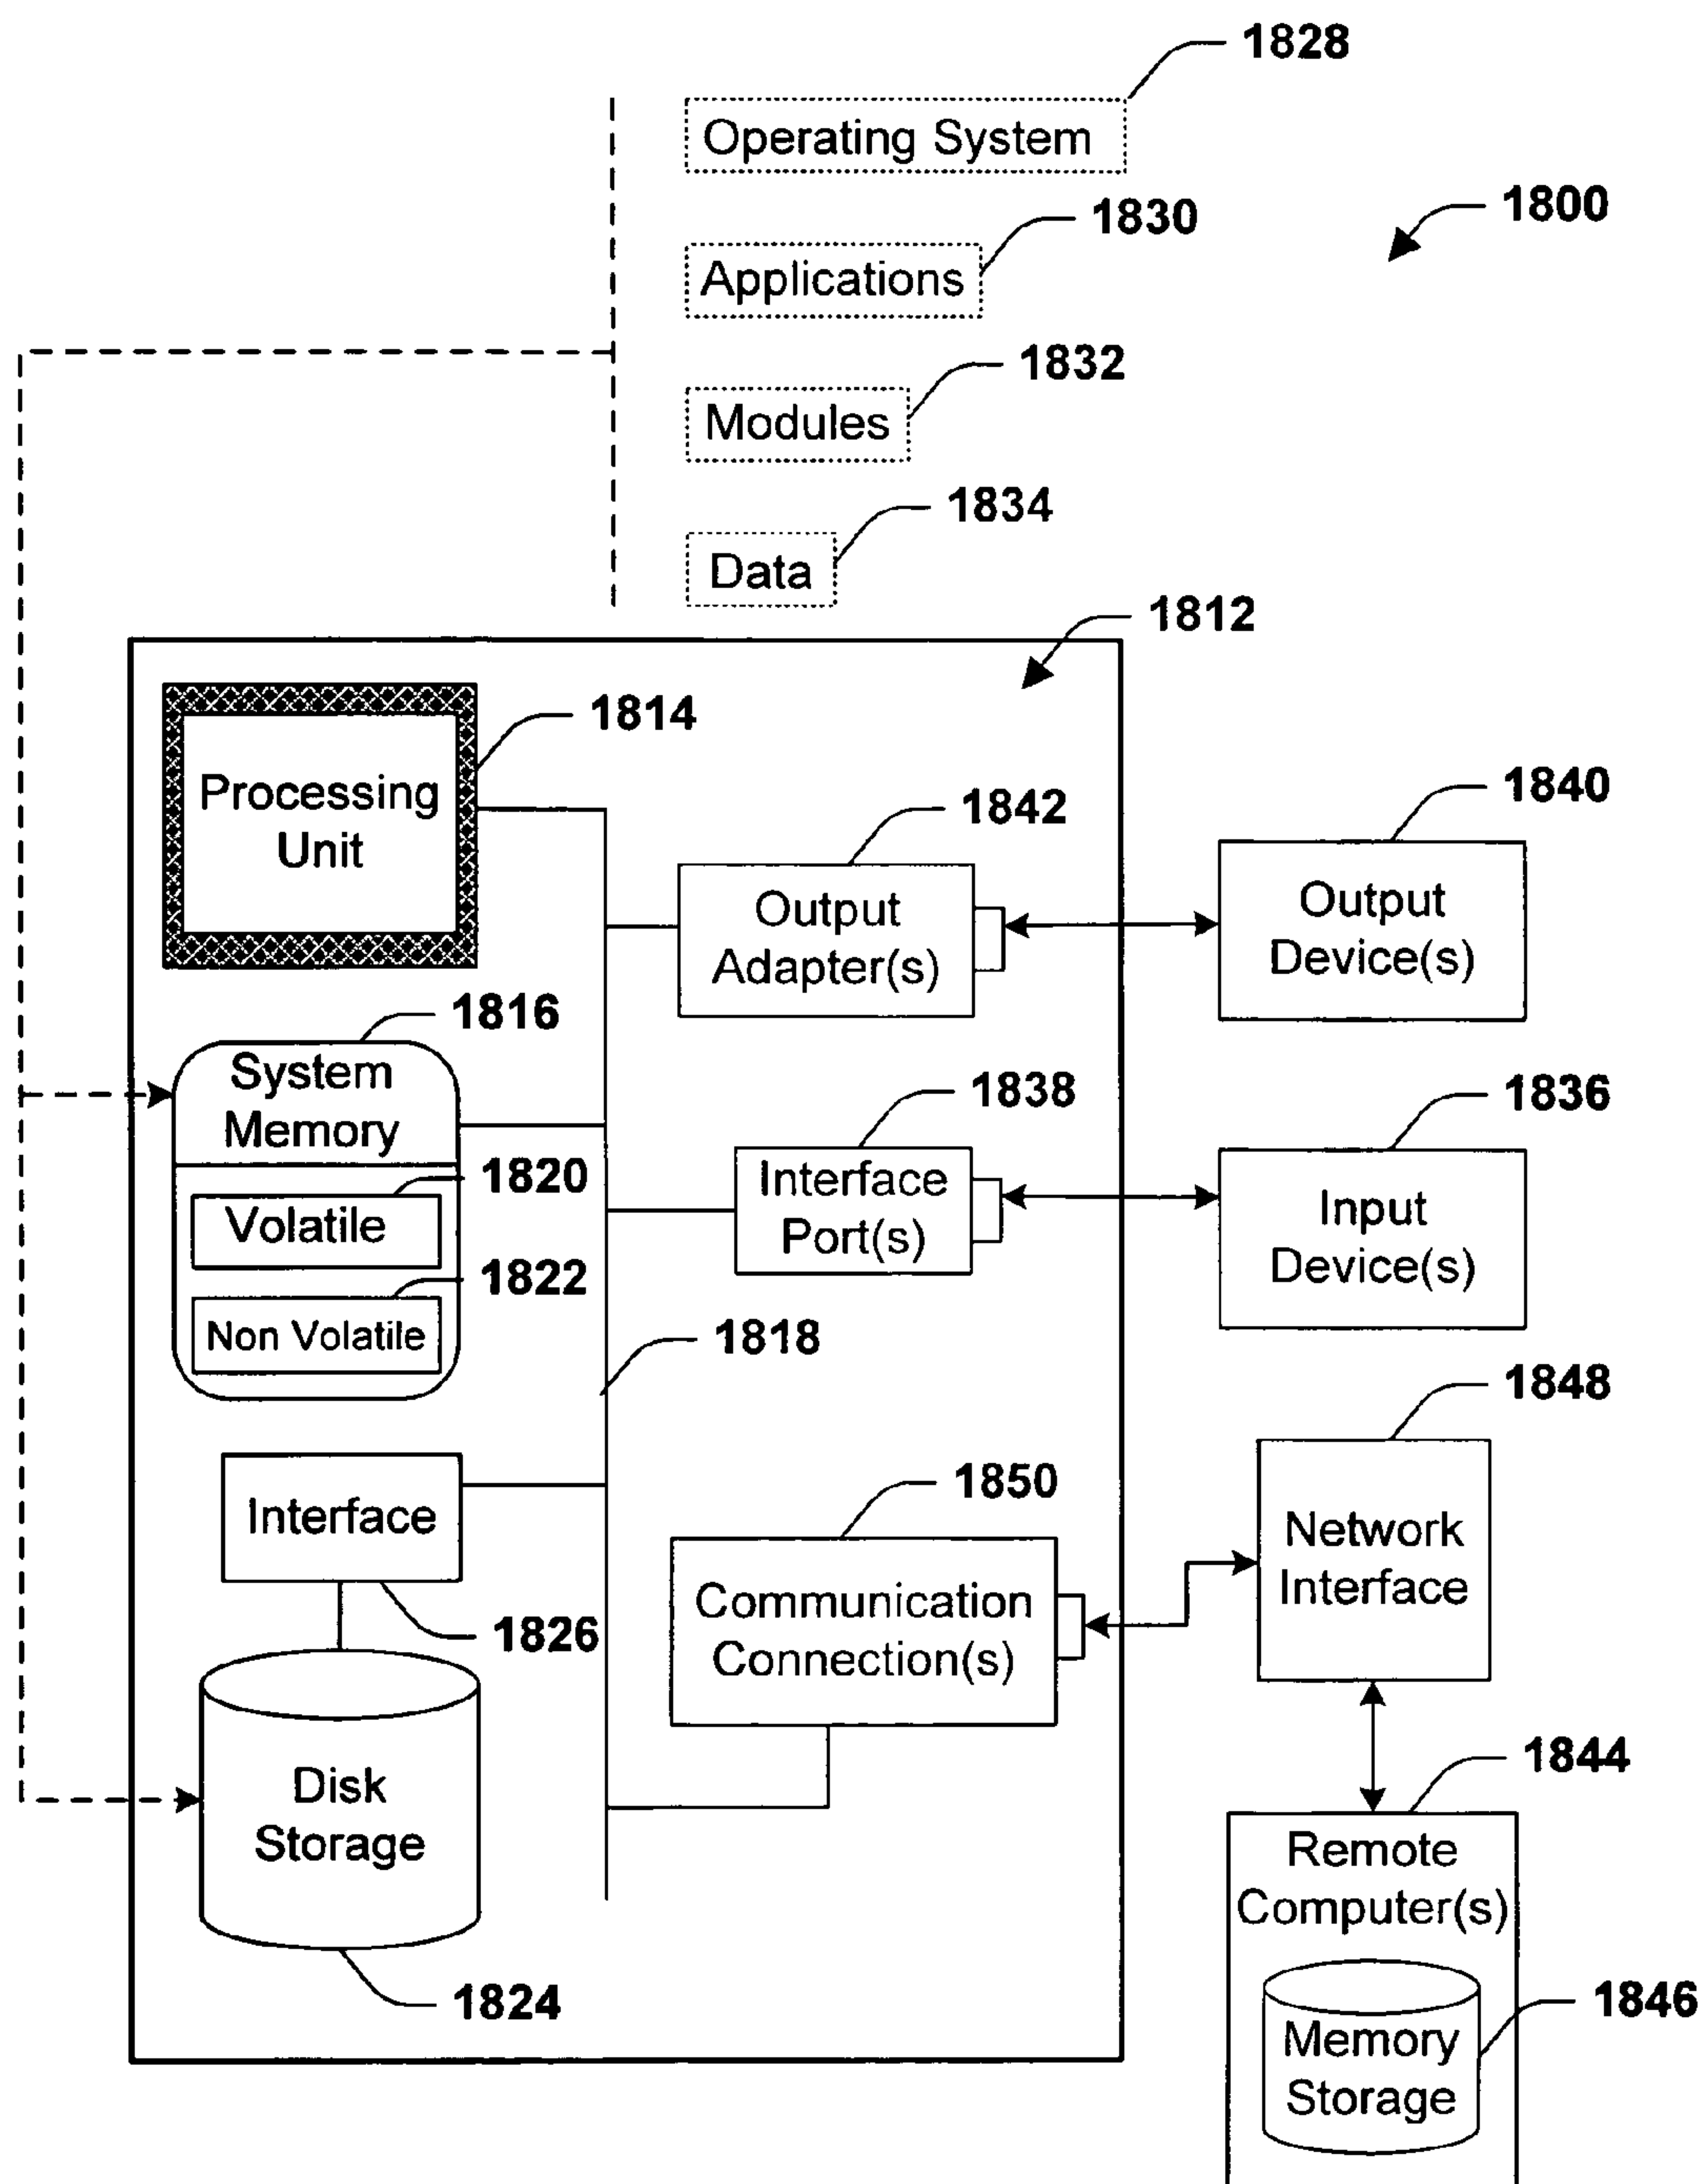 1828
Operating System
1800
1830
Applications
1832
Modules
1834
Data
1812
1814
Processing
Unit
1842
Output
Adapter(s)
1840
Output
Device(s)
1816
System
Memory
1820
Volatile
1822
Non Volatile
1838
Interface
Port(s)
1836
Input
Device(s)
1818
1848
Network
Interface
Interface
1826
1850
Communication
Connection(s)
Disk
Storage
1824
1844
Remote
Computer(s)
1846
Memory
Storage